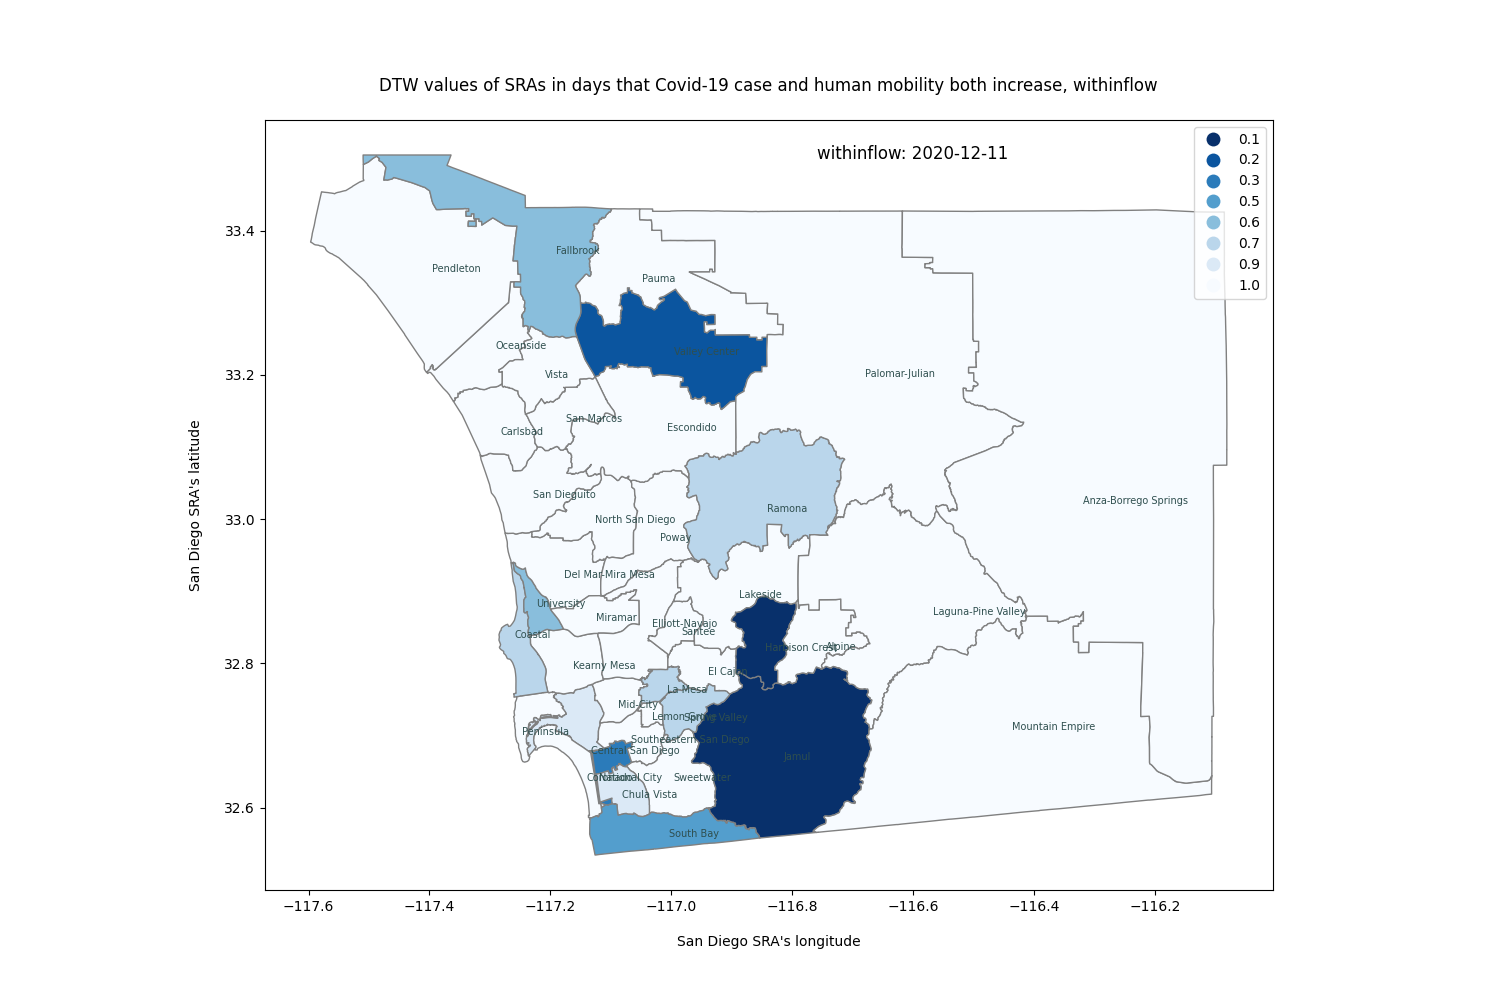 DTW values of SRAs in days that Covid-19 case and human mobility both increase, withinflow
withinflow: 2020-12-11
0.1
0.2
0.3
0.5
0.6
0.7
0.9
1.0
33.4
33.2
33.0
32.8
32.6
San Diego SRA's latitude
Fallbrook
Pendleton
Pauma
Oceanside
Vista
Palomar-Julian
San Marcos
Carlsbad
Escondido
San Dieguito
Anza-Borrego Springs
Ramona
North San Diego
Poway
Del Mar-Mira Mesa
Lakeside
University
Laguna-Pine Valley
Miramar
Elliott-Navajo
Santee
Coastal
Harbison Crest
Alpine
Kearny Mesa
El Cajon
La Mesa
Mid-City
Lemon Grove
Spring Valley
Mountain Empire
Peninsula
Southeastern San Diego
Central San Diego
Jamul
Coronado
National City
Sweetwater
Chula Vista
South Bay
−117.6
−117.4
−117.2
−117.0
−116.8
−116.6
−116.4
−116.2
San Diego SRA's longitude